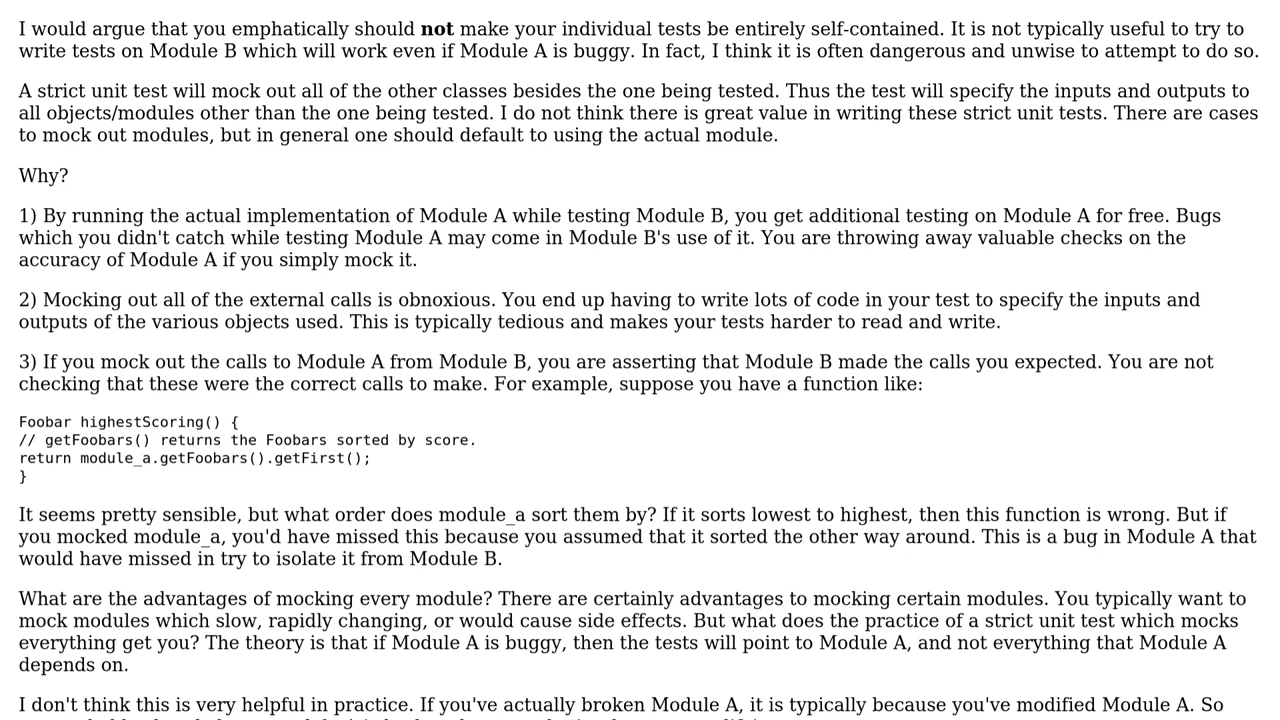 I would argue that you emphatically should not make your individual tests be entirely self-contained. It is not typically useful to try to
write tests on Module B which will work even if Module A is buggy. In fact, I think it is often dangerous and unwise to attempt to do so.
A strict unit test will mock out all of the other classes besides the one being tested. Thus the test will specify the inputs and outputs to
all objects/modules other than the one being tested. I do not think there is great value in writing these strict unit tests. There are cases
to mock out modules, but in general one should default to using the actual module.
Why?
1) By running the actual implementation of Module A while testing Module B, you get additional testing on Module A for free. Bugs
which you didn't catch while testing Module A may come in Module B's use of it. You are throwing away valuable checks on the
accuracy of Module A if you simply mock it.
2) Mocking out all of the external calls is obnoxious. You end up having to write lots of code in your test to specify the inputs and
outputs of the various objects used. This is typically tedious and makes your tests harder to read and write.
3) If you mock out the calls to Module A from Module B, you are asserting that Module B made the calls you expected. You are not
checking that these were the correct calls to make. For example, suppose you have a function like:
Foobar highestScoring() {
// getFoobars() returns the Foobars sorted by score.
return module_a.getFoobars().getFirst();
}
It seems pretty sensible, but what order does module_a sort them by? If it sorts lowest to highest, then this function is wrong. But if
you mocked module_a, you'd have missed this because you assumed that it sorted the other way around. This is a bug in Module A that
would have missed in try to isolate it from Module B.
What are the advantages of mocking every module? There are certainly advantages to mocking certain modules. You typically want to
mock modules which slow, rapidly changing, or would cause side effects. But what does the practice of a strict unit test which mocks
everything get you? The theory is that if Module A is buggy, then the tests will point to Module A, and not everything that Module A
depends on.
I don't think this is very helpful in practice. If you've actually broken Module A, it is typically because you've modified Module A. So